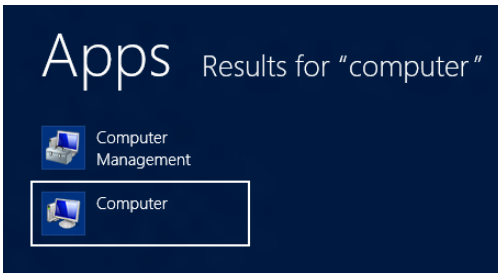 Apps Results for “computer”
Computer
Management
Computer